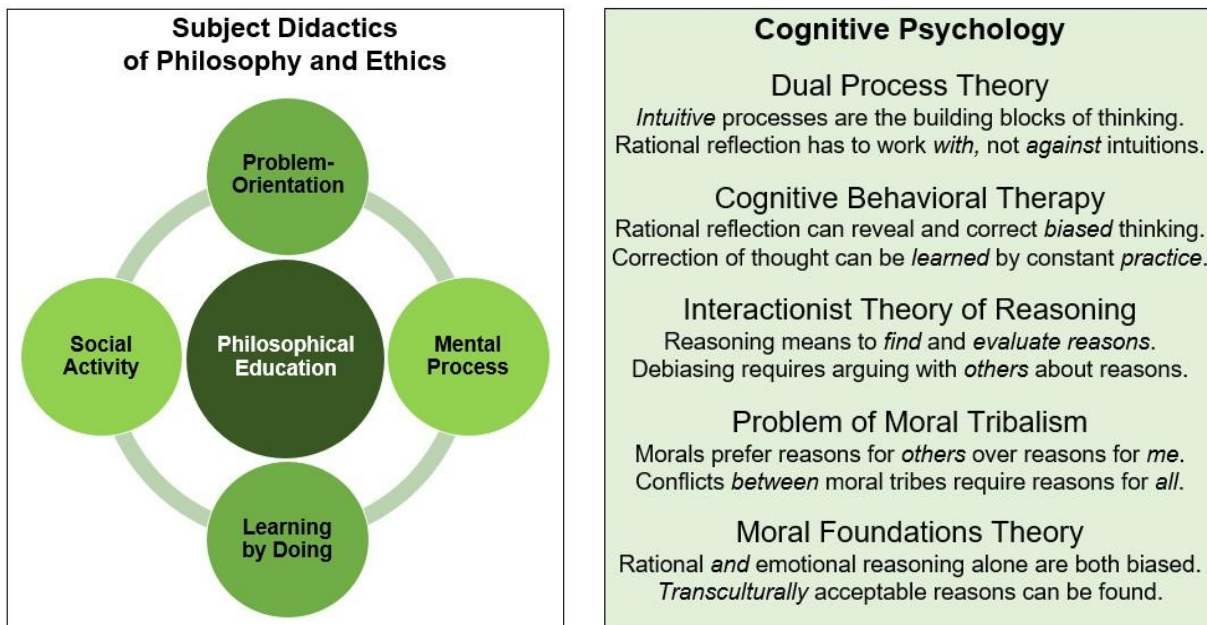 Subject Didactics
of Philosophy and Ethics
Problem-
Orientation
Social
Activity
Philosophical
Education
Mental
Process
Learning
by Doing
Cognitive Psychology
Dual Process Theory
Intuitive processes are the building blocks of thinking.
Rational reflection has to work with, not against intuitions.
Cognitive Behavioral Therapy
Rational reflection can reveal and correct biased thinking.
Correction of thought can be learned by constant practice.
Interactionist Theory of Reasoning
Reasoning means to find and evaluate reasons.
Debiasing requires arguing with others about reasons.
Problem of Moral Tribalism
Morals prefer reasons for others over reasons for me.
Conflicts between moral tribes require reasons for all.
Moral Foundations Theory
Rational and emotional reasoning alone are both biased.
Transculturally acceptable reasons can be found.